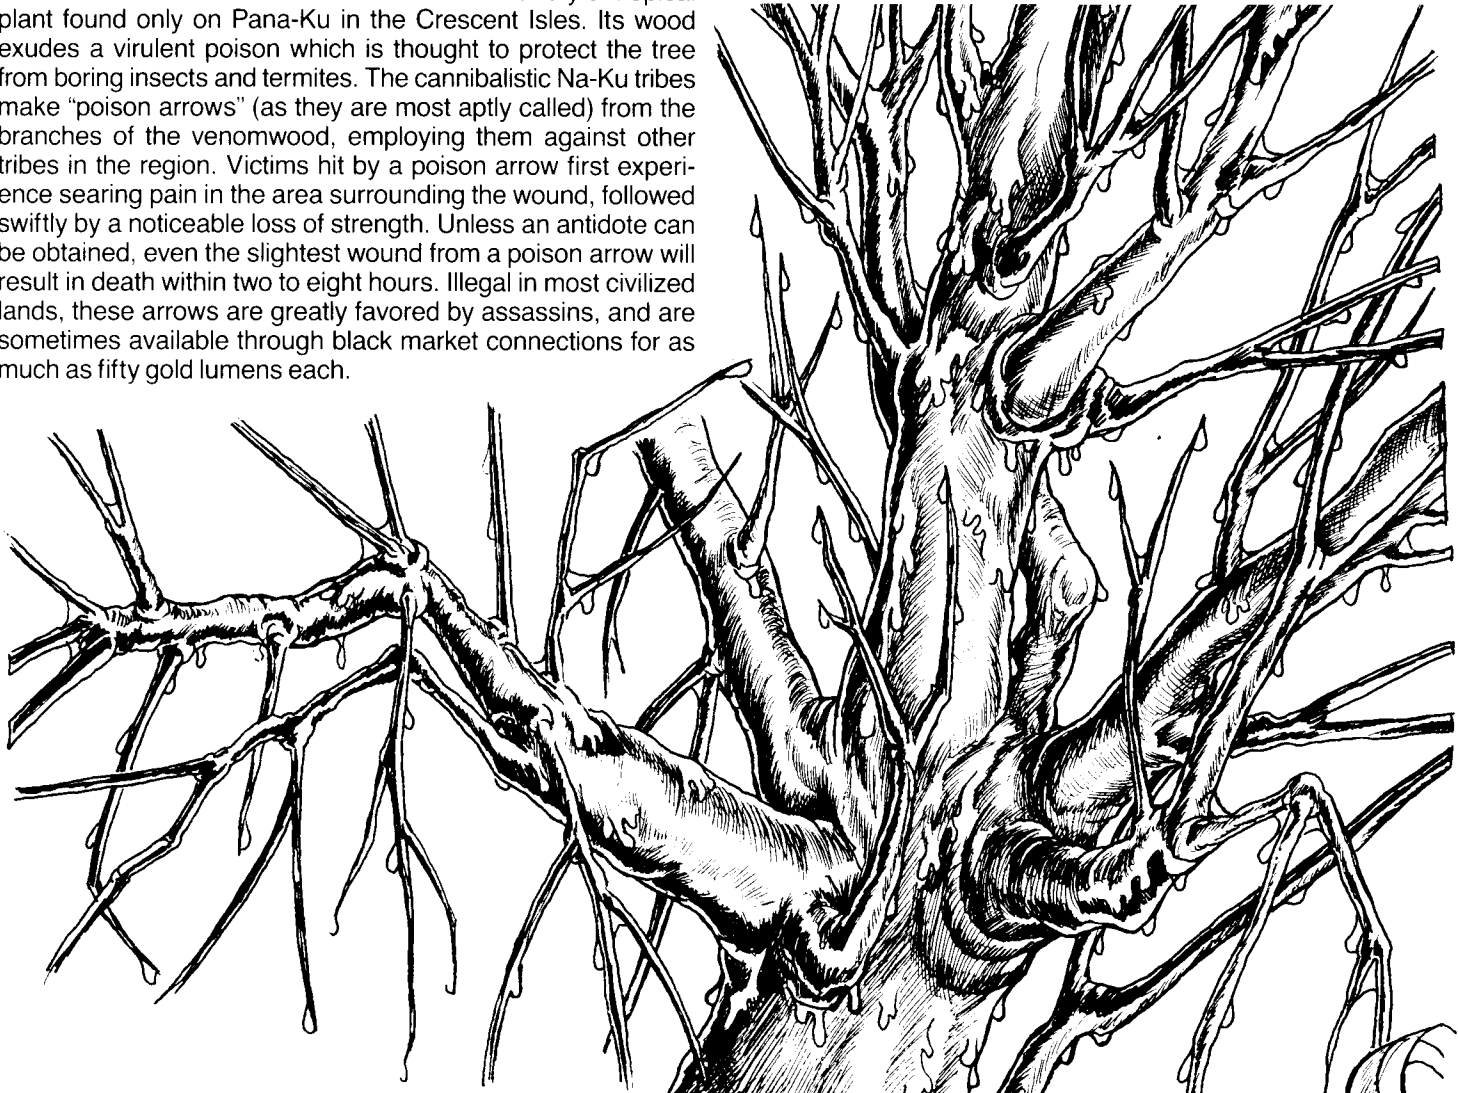 plant found only on Pana-Ku in the Crescent Isles. Its wood
exudes a virulent poison which is thought to protect the tree
from boring insects and termites. The cannibalistic Na-Ku tribes
make “poison arrows” (as they are most aptly called) from the
branches of the venomwood, employing them against other
tribes in the region. Victims hit by a poison arrow first experi-
ence searing pain in the area surrounding the wound, followed
swiftly by a noticeable loss of strength. Unless an antidote can
be obtained, even the slightest wound from a poison arrow will
result in death within two to eight hours. Illegal in most civilized
lands, these arrows are greatly favored by assassins, and are
sometimes available through black market connections for as
much as fifty gold lumens each.